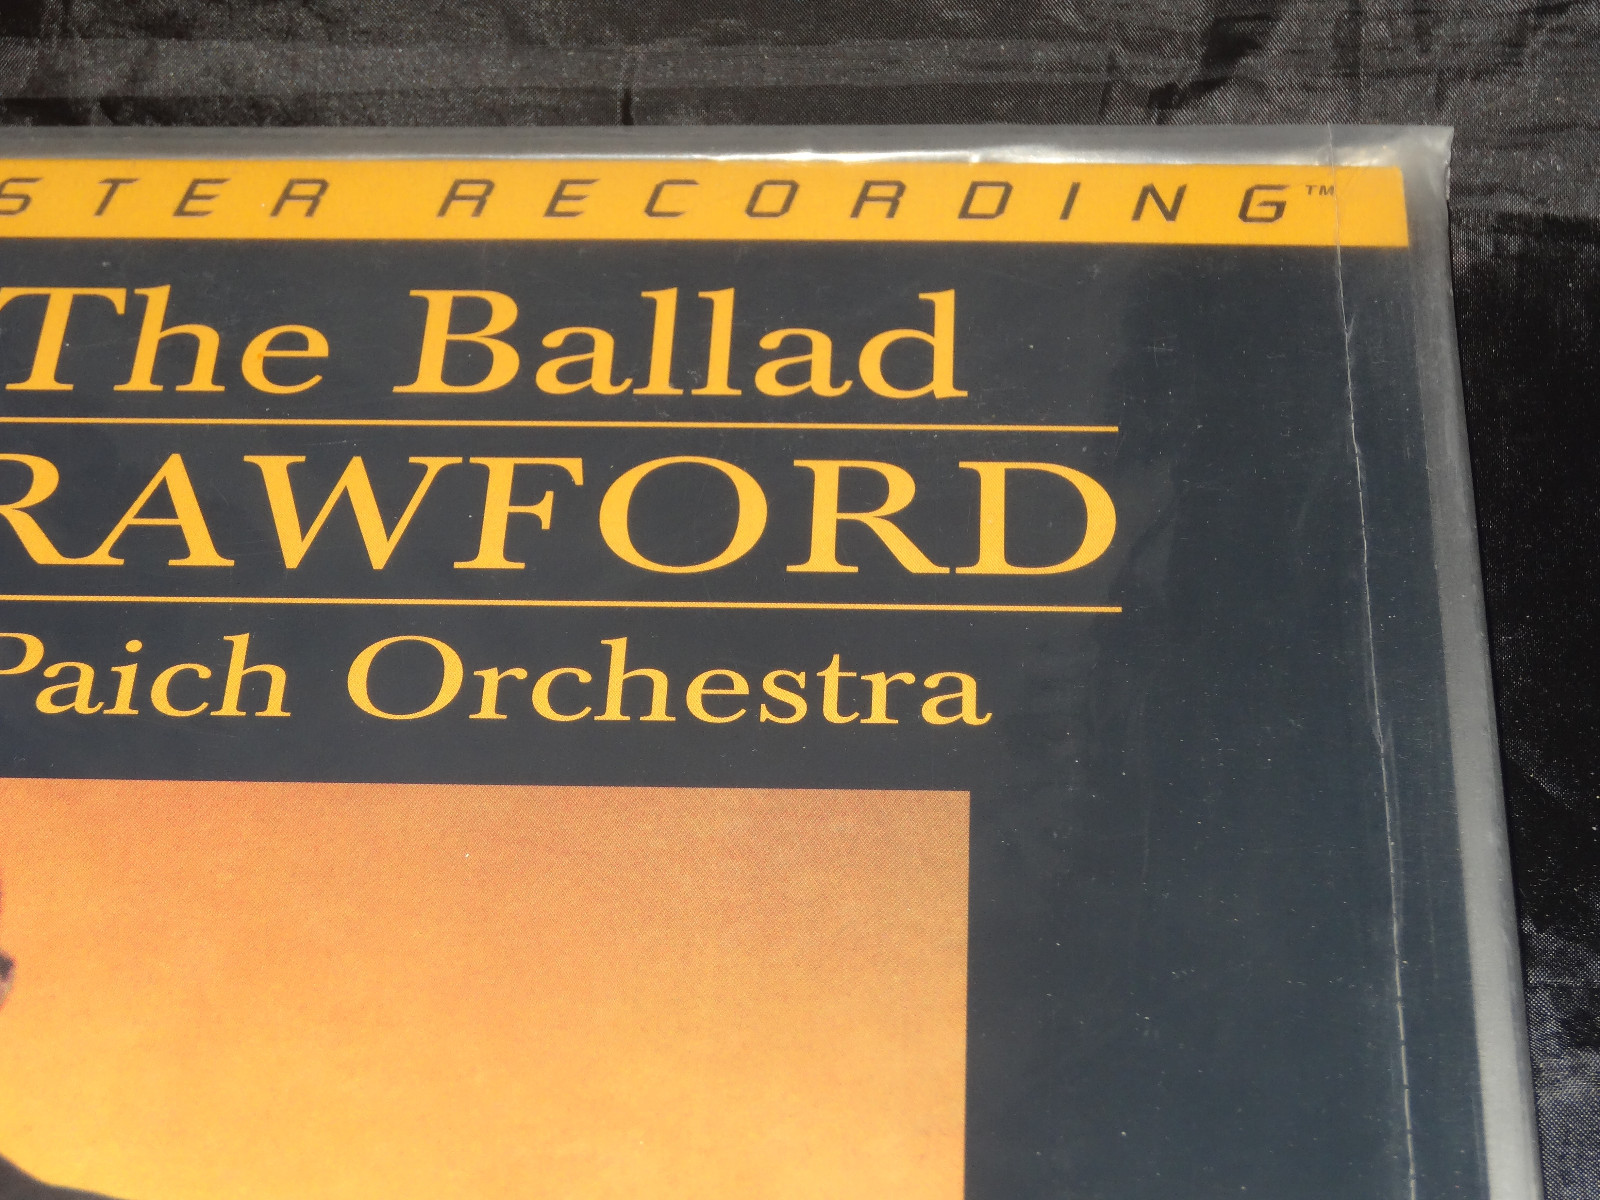 STER RECORDING™
The Ballad
RAWFORD
Paich Orchestra